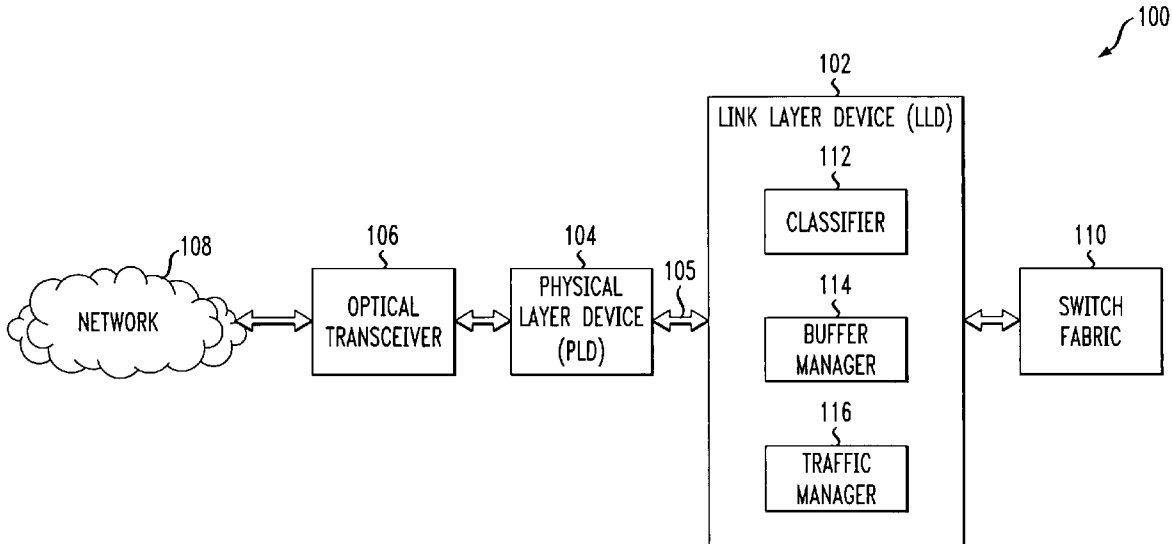 100
102
LINK LAYER DEVICE (LLD)
112
CLASSIFIER
108
NETWORK
106
OPTICAL
TRANSCEIVER
104
PHYSICAL
LAYER DEVICE
(PLD)
105
114
BUFFER
MANAGER
110
SWITCH
FABRIC
116
TRAFFIC
MANAGER